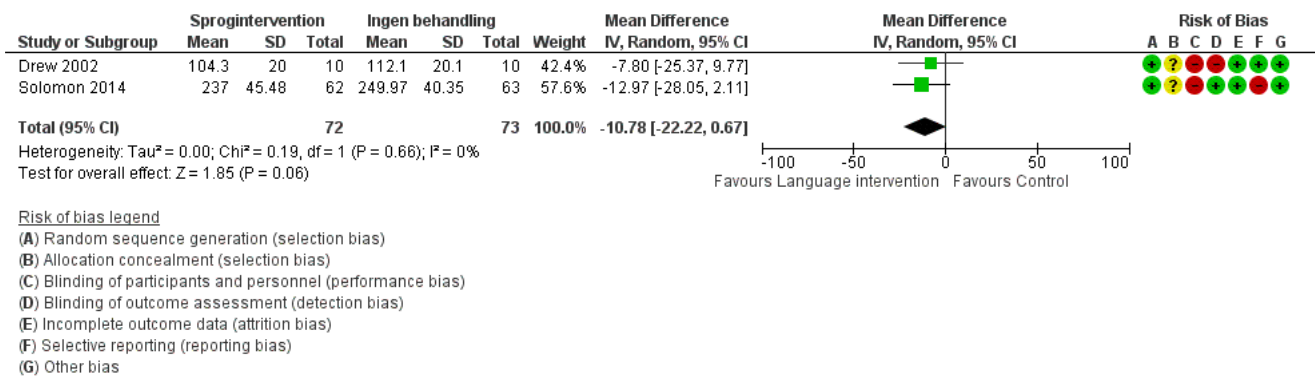 Sprogintervention Ingen behandling Mean Difference Mean Difference Risk of Bias
Study or Subgroup Mean SD Total Mean SD Total Weight IV, Random, 95% CI IV, Random, 95% CI A B C D E F G
Drew 2002 104.3 20 10 112.1 20.1 10 42.4% -7.80 [-25.37, 9.77] + ? - - + + +
Solomon 2014 237 45.48 62 249.97 40.35 63 57.6% -12.97 [-28.05, 2.11] + ? - + + - +
Total (95% CI) 72 73 100.0% -10.78 [-22.22, 0.67]
Heterogeneity: Tau² = 0.00; Chi² = 0.19, df = 1 (P = 0.66); I² = 0%
Test for overall effect: Z = 1.85 (P = 0.06)
-100 -50 0 50 100
Favours Language intervention Favours Control
Risk of bias legend
(A) Random sequence generation (selection bias)
(B) Allocation concealment (selection bias)
(C) Blinding of participants and personnel (performance bias)
(D) Blinding of outcome assessment (detection bias)
(E) Incomplete outcome data (attrition bias)
(F) Selective reporting (reporting bias)
(G) Other bias